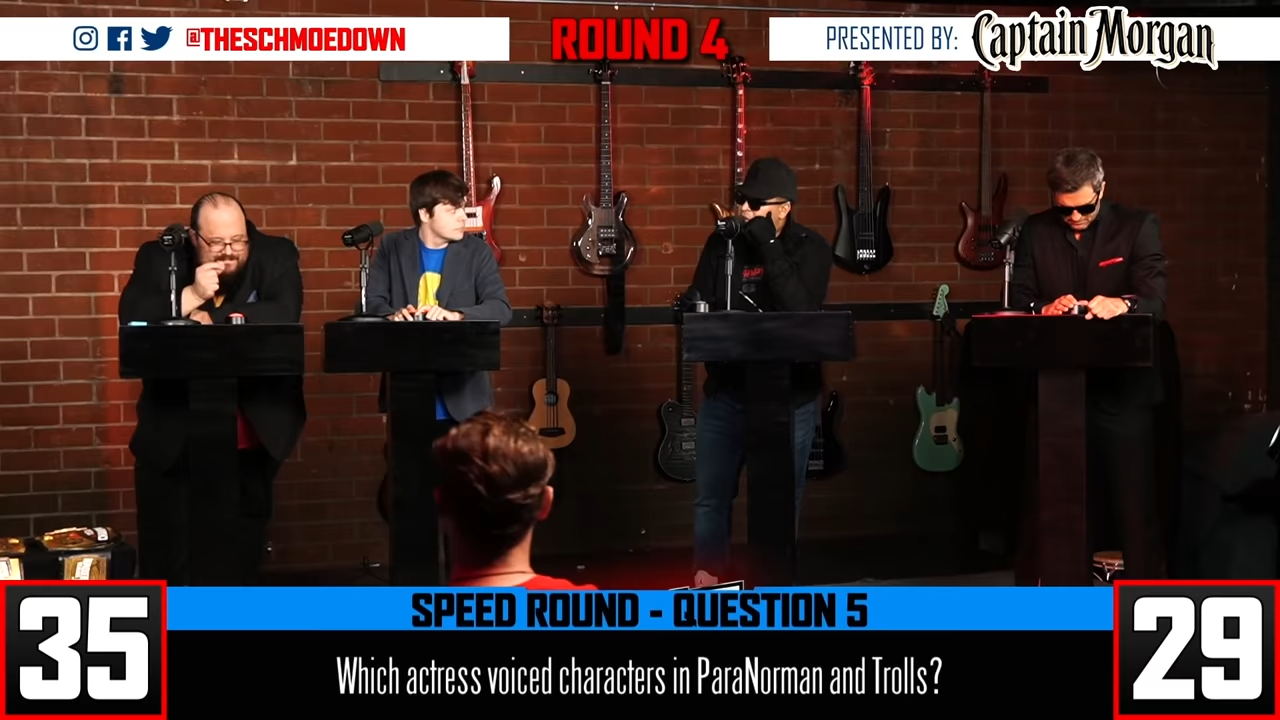 @THESCHMOEDOWN
ROUND 4
PRESENTED BY: Captain Morgan
35
SPEED ROUND - QUESTION 5
29
Which actress voiced characters in ParaNorman and Trolls?